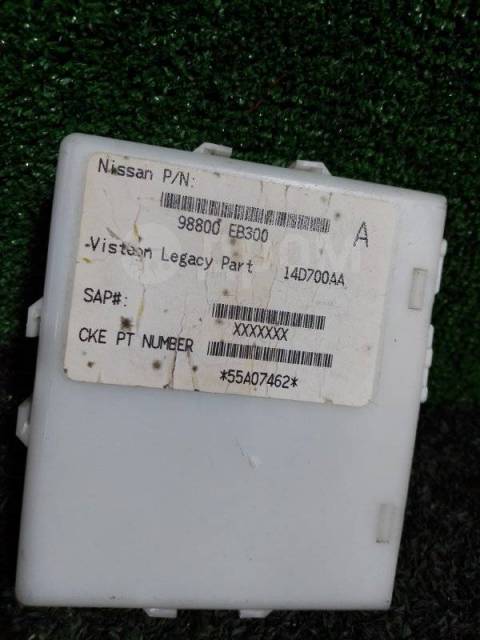 Nissan P/N:
98800 EB300 A
Visteon Legacy Part 14D700AA
SAP#:
XXXXXXX
CKE PT NUMBER
*55A07462*